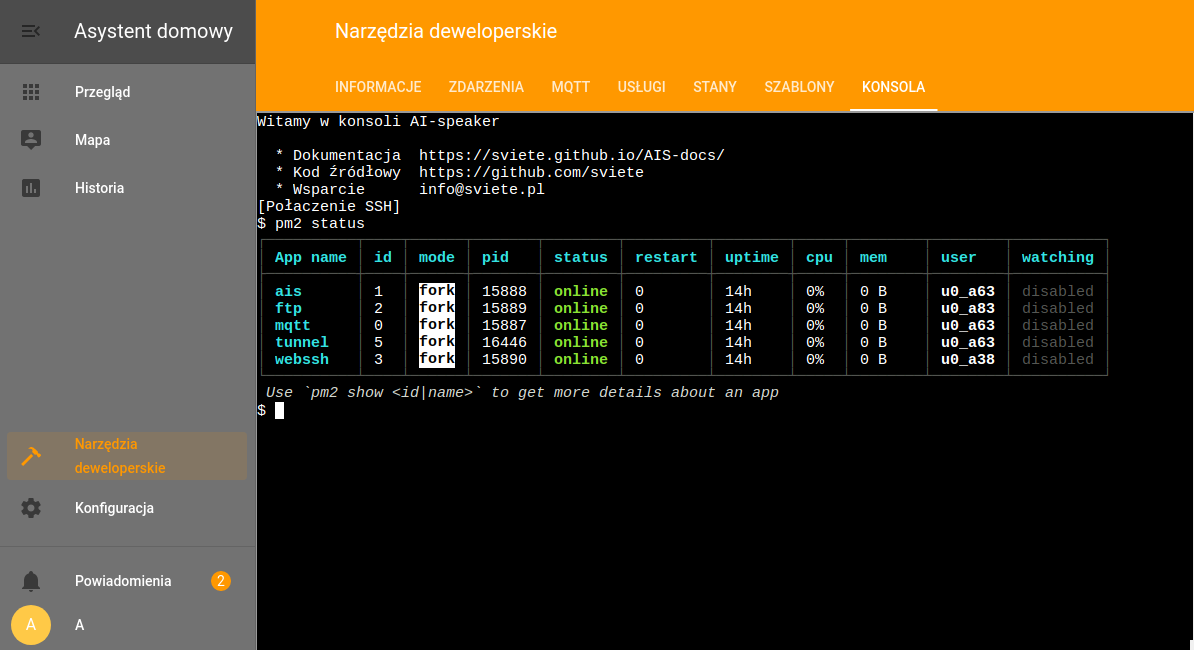 Asystent domowy
Przegląd
Mapa
Historia
Narzędzia
deweloperskie
Konfiguracja
Powiadomienia 2
A A
Narzędzia deweloperskie
INFORMACJE ZDARZENIA MQTT USŁUGI STANY SZABLONY KONSOLA
Witamy w konsoli AI-speaker
* Dokumentacja https://sviete.github.io/AIS-docs/
* Kod źródłowy https://github.com/sviete
* Wsparcie info@sviete.pl
[Połaczenie SSH]
$ pm2 status
App name id mode pid status restart uptime cpu mem user watching
ais 1 fork 15888 online 0 14h 0% 0 B u0_a63 disabled
ftp 2 fork 15889 online 0 14h 0% 0 B u0_a83 disabled
mqtt 0 fork 15887 online 0 14h 0% 0 B u0_a63 disabled
tunnel 5 fork 16446 online 0 14h 0% 0 B u0_a63 disabled
webssh 3 fork 15890 online 0 14h 0% 0 B u0_a38 disabled
Use `pm2 show <id|name>` to get more details about an app
$